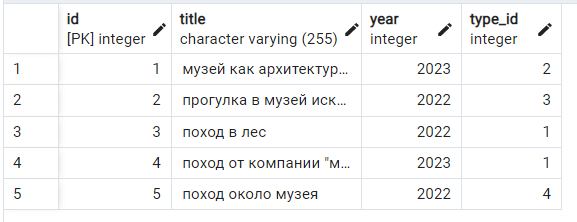 id title year type_id
[PK] integer character varying (255) integer integer
1 1 музей как архитектур... 2023 2
2 2 прогулка в музей иск... 2022 3
3 3 поход в лес 2022 1
4 4 поход от компании "м... 2023 1
5 5 поход около музея 2022 4